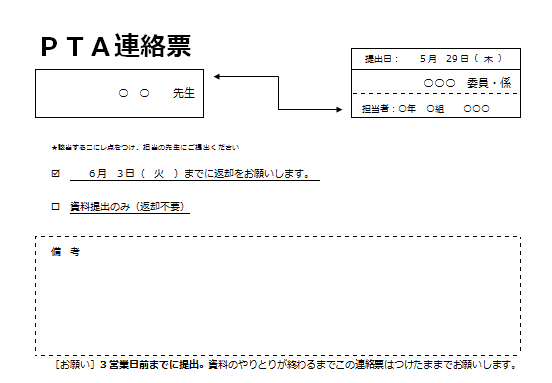 ＰＴＡ連絡票
提出日： ５月 29日（ 木 ）
〇 〇 先生
〇〇〇 委員・係
担当者：〇年 〇組 〇〇〇
★該当する□にレ点をつけ、担当の先生にご提出ください
☑ ６月 ３日（ 火 ）までに返却をお願いします。
□ 資料提出のみ（返却不要）
備 考
［お願い］３営業日前までに提出。資料のやりとりが終わるまでこの連絡票はつけたままでお願いします。